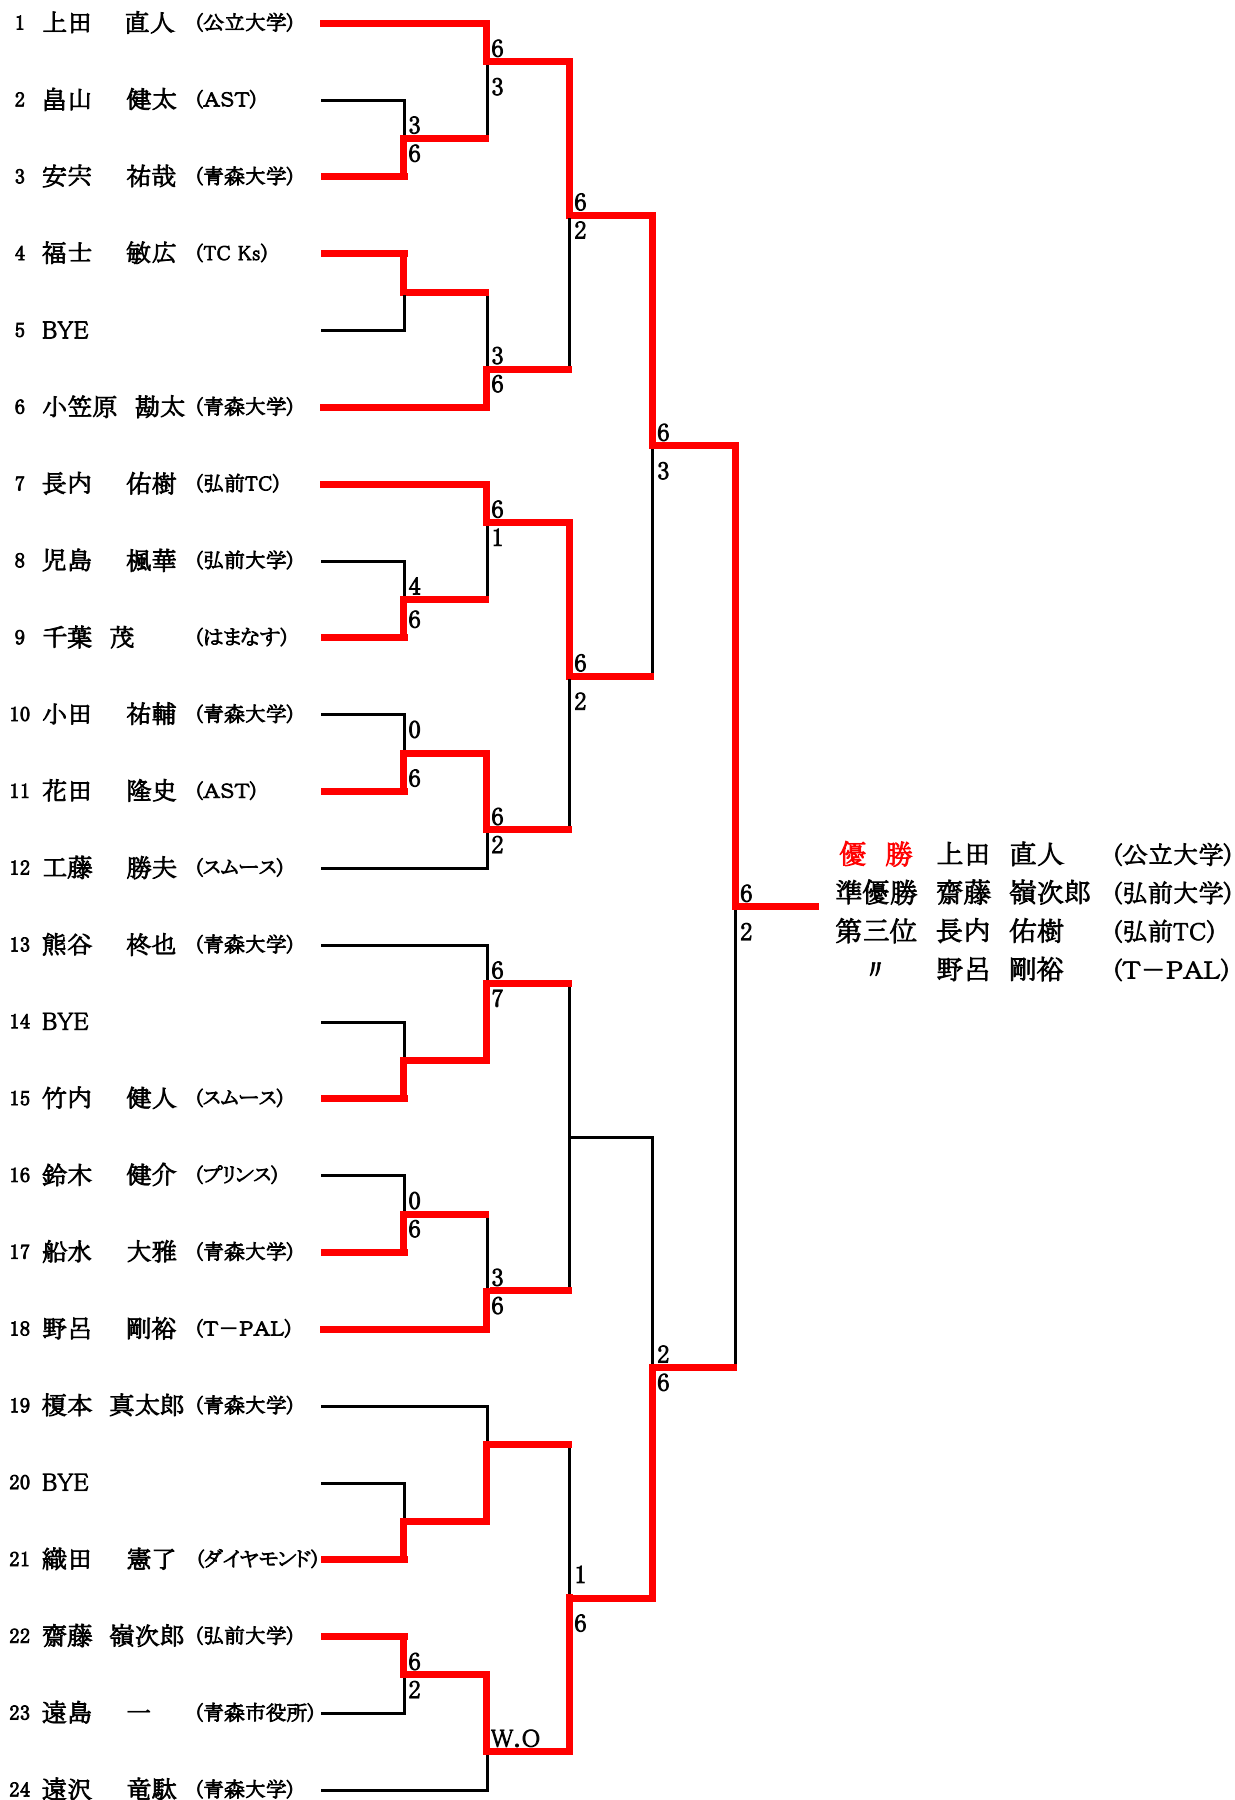 1 上田 直人 (公立大学)
6
3
2 畠山 健太 (AST)
3
6
3 安宍 祐哉 (青森大学)
6
2
4 福士 敏広 (TC Ks)
5 BYE
3
6
6 小笠原 勘太 (青森大学)
6
3
7 長内 佑樹 (弘前TC)
6
1
8 児島 楓華 (弘前大学)
4
6
9 千葉 茂 (はまなす)
6
2
10 小田 祐輔 (青森大学)
0
6
11 花田 隆史 (AST)
6
2
12 工藤 勝夫 (スムース)
優 勝 上田 直人 (公立大学)
準優勝 齋藤 嶺次郎 (弘前大学)
第三位 長内 佑樹 (弘前TC)
〃 野呂 剛裕 (T－PAL)
6
2
13 熊谷 柊也 (青森大学)
6
7
14 BYE
15 竹内 健人 (スムース)
16 鈴木 健介 (プリンス)
0
6
17 船水 大雅 (青森大学)
3
6
18 野呂 剛裕 (T－PAL)
2
6
19 榎本 真太郎 (青森大学)
20 BYE
21 織田 憲了 (ダイヤモンド)
1
6
22 齋藤 嶺次郎 (弘前大学)
6
2
23 遠島 一 (青森市役所)
W.O
24 遠沢 竜駄 (青森大学)